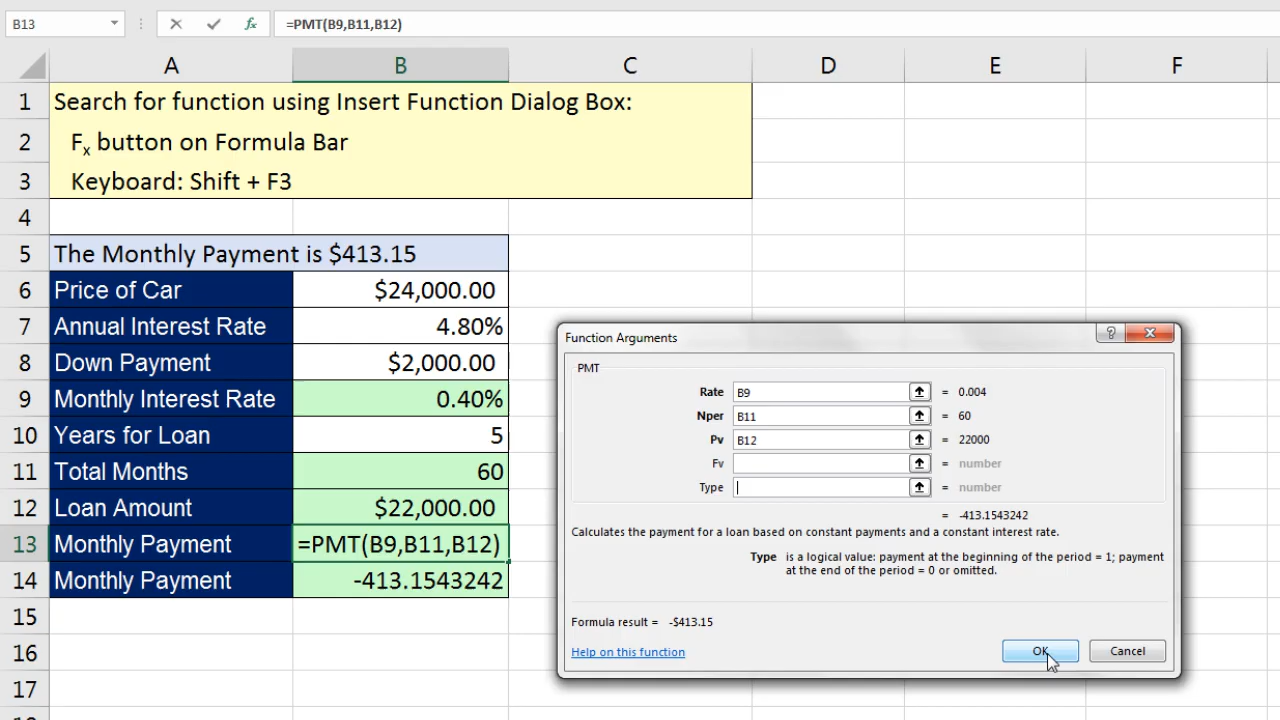 B13
fx
=PMT(B9,B11,B12)
A B C D E F
1 Search for function using Insert Function Dialog Box:
2 Fx button on Formula Bar
3 Keyboard: Shift + F3
4
5 The Monthly Payment is $413.15
6 Price of Car $24,000.00
7 Annual Interest Rate 4.80%
8 Down Payment $2,000.00
9 Monthly Interest Rate 0.40%
10 Years for Loan 5
11 Total Months 60
12 Loan Amount $22,000.00
13 Monthly Payment =PMT(B9,B11,B12)
14 Monthly Payment -413.1543242
15
16
17
Function Arguments
?
PMT
Rate B9 = 0.004
Nper B11 = 60
Pv B12 = 22000
Fv = number
Type = number
= -413.1543242
Calculates the payment for a loan based on constant payments and a constant interest rate.
Type is a logical value: payment at the beginning of the period = 1; payment
at the end of the period = 0 or omitted.
Formula result = -$413.15
Help on this function
OK Cancel